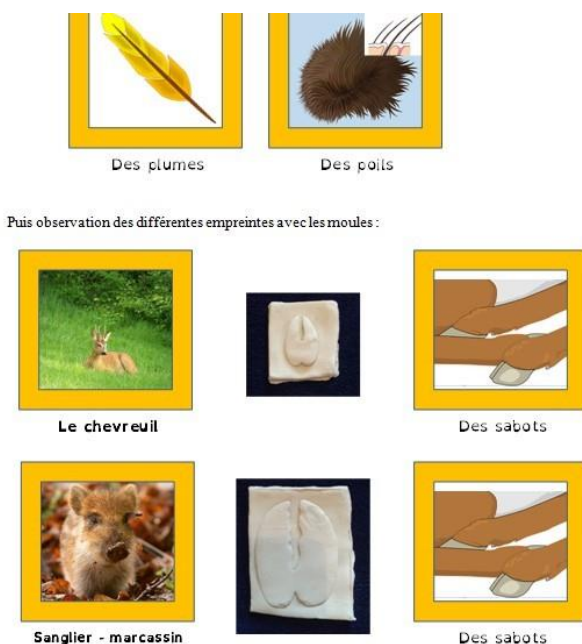 Des plumes
Des poils
Puis observation des différentes empreintes avec les moules :
Le chevreuil
Des sabots
Sanglier - marcassin
Des sabots